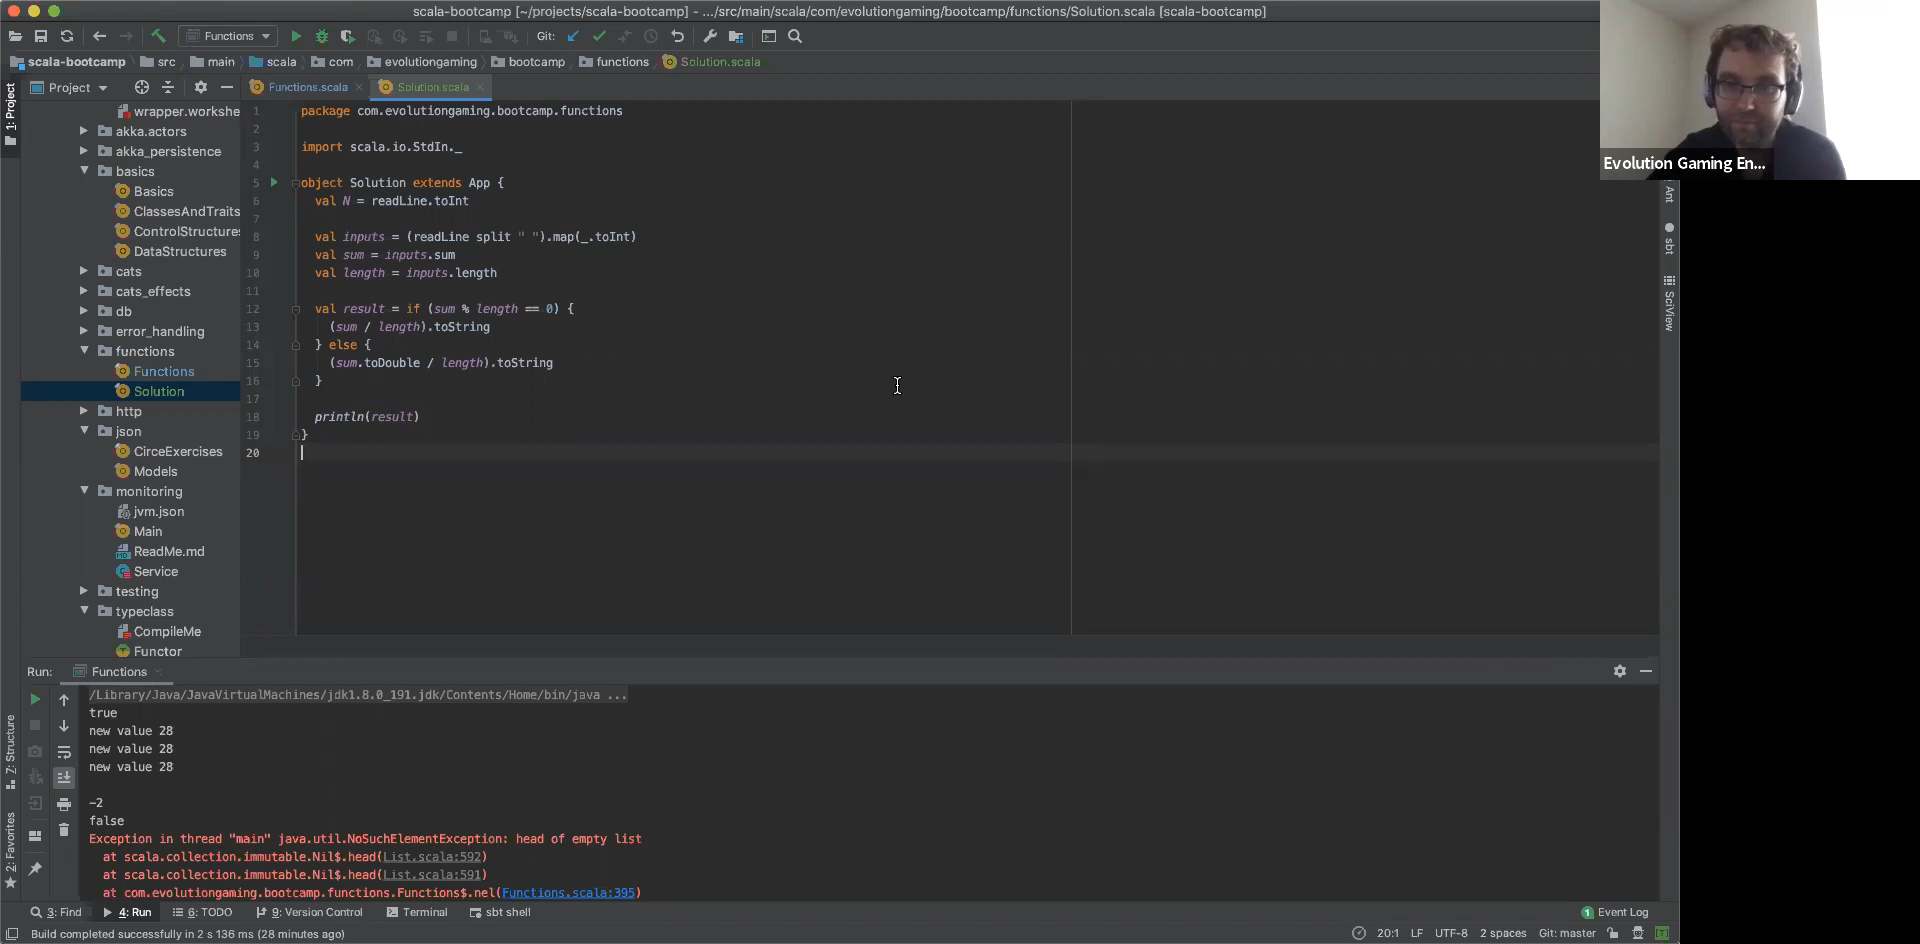 scala-bootcamp [~/projects/scala-bootcamp] - .../src/main/scala/com/evolutiongaming/bootcamp/functions/Solution.scala [scala-bootcamp]
Functions
Git:
scala-bootcamp src main scala com evolutiongaming bootcamp functions Solution.scala
Evolution Gaming En...
1: Project
Project
Functions.scala
Solution.scala
wrapper.workshe
akka.actors
akka_persistence
basics
Basics
ClassesAndTraits
ControlStructure
DataStructures
cats
cats_effects
db
error_handling
functions
Functions
Solution
http
json
CirceExercises
Models
monitoring
jvm.json
Main
ReadMe.md
Service
testing
typeclass
CompileMe
Functor
1 package com.evolutiongaming.bootcamp.functions
2
3 import scala.io.StdIn._
4
5 object Solution extends App {
6 val N = readLine.toInt
7
8 val inputs = (readLine split " ").map(_.toInt)
9 val sum = inputs.sum
10 val length = inputs.length
11
12 val result = if (sum % length == 0) {
13 (sum / length).toString
14 } else {
15 (sum.toDouble / length).toString
16 }
17
18 println(result)
19 }
20
Ant
sbt
SciView
Run: Functions
/Library/Java/JavaVirtualMachines/jdk1.8.0_191.jdk/Contents/Home/bin/java ...
true
new value 28
new value 28
new value 28
-2
false
Exception in thread "main" java.util.NoSuchElementException: head of empty list
at scala.collection.immutable.Nil$.head(List.scala:592)
at scala.collection.immutable.Nil$.head(List.scala:591)
at com.evolutiongaming.bootcamp.functions.Functions$.nel(Functions.scala:395)
Z: Structure
2: Favorites
3: Find 4: Run 6: TODO 9: Version Control Terminal sbt shell
1 Event Log
Build completed successfully in 2 s 136 ms (28 minutes ago)
20:1 LF UTF-8 2 spaces Git: master